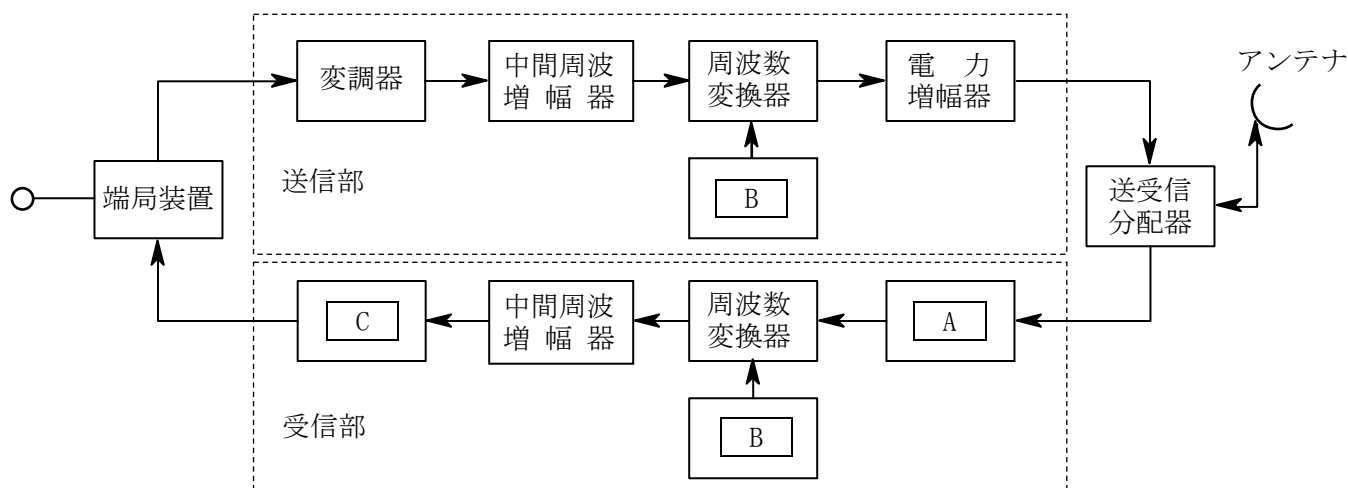 変調器
中間周波
増幅器
周波数
変換器
電力
増幅器
アンテナ
B
送信部
端局装置
送受信
分配器
C
中間周波
増幅器
周波数
変換器
A
B
受信部